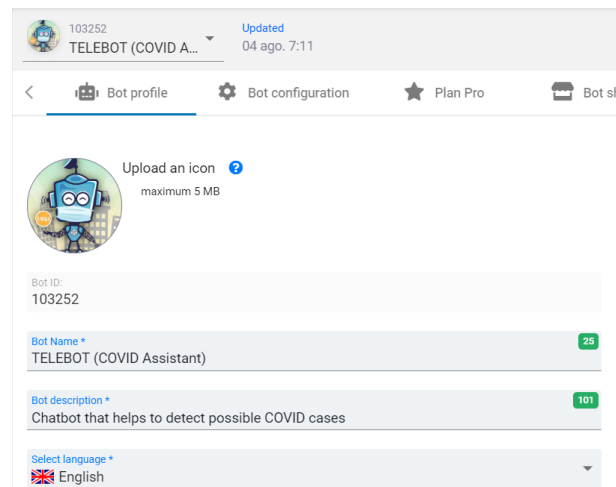 103252
TELEBOT (COVID A...
Updated
04 ago. 7:11
Bot profile
Bot configuration
Plan Pro
Bot sl
Upload an icon
?
maximum 5 MB
Bot ID:
103252
Bot Name *
25
TELEBOT (COVID Assistant)
Bot description *
101
Chatbot that helps to detect possible COVID cases
Select language *
English